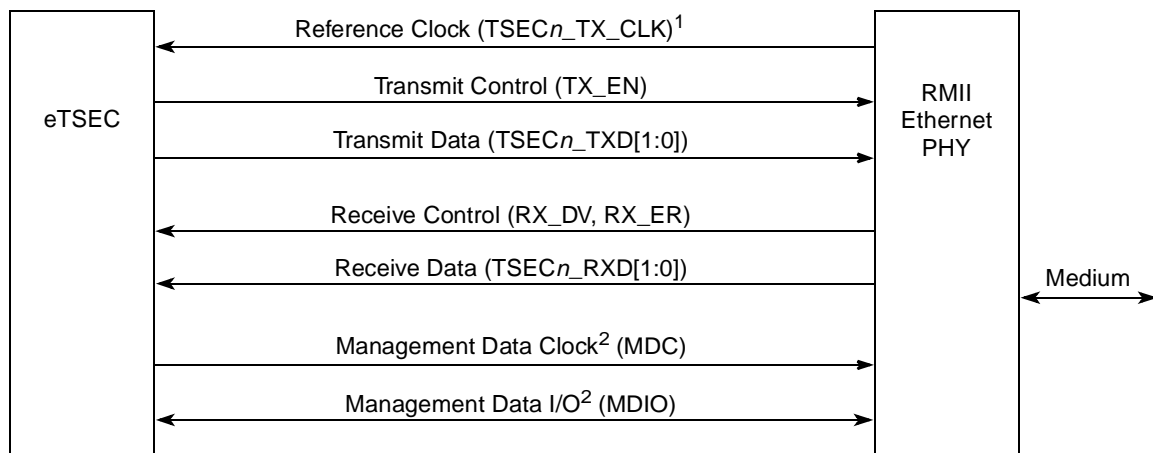 Reference Clock (TSECn_TX_CLK)1
Transmit Control (TX_EN)
eTSEC
RMII
Ethernet
PHY
Transmit Data (TSECn_TXD[1:0])
Receive Control (RX_DV, RX_ER)
Receive Data (TSECn_RXD[1:0])
Medium
Management Data Clock2 (MDC)
Management Data I/O2 (MDIO)